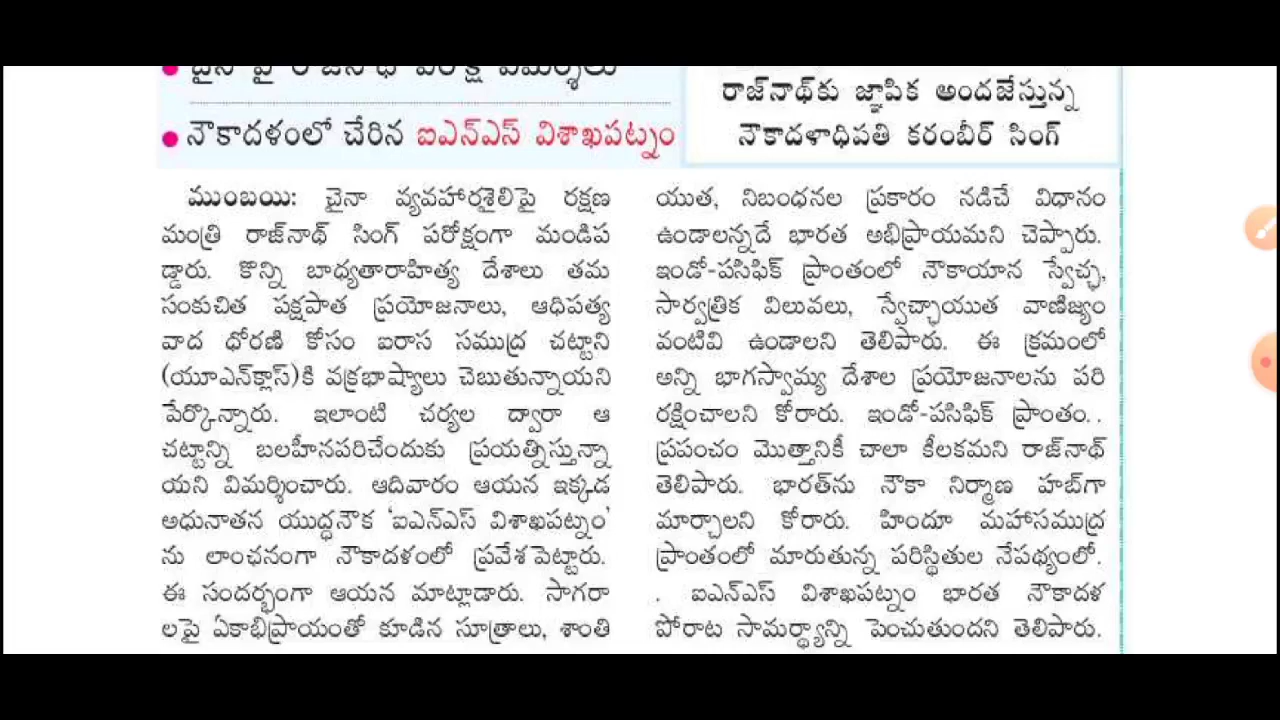 చైనాపై రాజ్‌నాథ్ పరోక్ష విమర్శలు
నౌకాదళంలో చేరిన ఐఎన్ఎస్ విశాఖపట్నం
రాజ్‌నాథ్‌కు జ్ఞాపిక అందజేస్తున్న
నౌకాదళాధిపతి కరంబీర్ సింగ్
ముంబయి: చైనా వ్యవహారశైలిపై రక్షణ
మంత్రి రాజ్‌నాథ్ సింగ్ పరోక్షంగా మండిప
డ్డారు. కొన్ని బాధ్యతారాహిత్య దేశాలు తమ
సంకుచిత పక్షపాత ప్రయోజనాలు, ఆధిపత్య
వాద ధోరణి కోసం ఐరాస సముద్ర చట్టాని
(యూఎన్‌క్లాస్)కి వక్రభాష్యాలు చెబుతున్నాయని
పేర్కొన్నారు. ఇలాంటి చర్యల ద్వారా ఆ
చట్టాన్ని బలహీనపరిచేందుకు ప్రయత్నిస్తున్నా
యని విమర్శించారు. ఆదివారం ఆయన ఇక్కడ
అధునాతన యుద్ధనౌక ‘ఐఎన్ఎస్ విశాఖపట్నం’
ను లాంఛనంగా నౌకాదళంలో ప్రవేశపెట్టారు.
ఈ సందర్భంగా ఆయన మాట్లాడారు. సాగరా
లపై ఏకాభిప్రాయంతో కూడిన సూత్రాలు, శాంతి
యుత, నిబంధనల ప్రకారం నడిచే విధానం
ఉండాలన్నదే భారత అభిప్రాయమని చెప్పారు.
ఇండో-పసిఫిక్ ప్రాంతంలో నౌకాయాన స్వేచ్ఛ,
సార్వత్రిక విలువలు, స్వేచ్ఛాయుత వాణిజ్యం
వంటివి ఉండాలని తెలిపారు. ఈ క్రమంలో
అన్ని భాగస్వామ్య దేశాల ప్రయోజనాలను పరి
రక్షించాలని కోరారు. ఇండో-పసిఫిక్ ప్రాంతం..
ప్రపంచం మొత్తానికీ చాలా కీలకమని రాజ్‌నాథ్
తెలిపారు. భారత్‌ను నౌకా నిర్మాణ హబ్‌గా
మార్చాలని కోరారు. హిందూ మహాసముద్ర
ప్రాంతంలో మారుతున్న పరిస్థితుల నేపథ్యంలో.
. ఐఎన్ఎస్ విశాఖపట్నం భారత నౌకాదళ
పోరాట సామర్థ్యాన్ని పెంచుతుందని తెలిపారు.